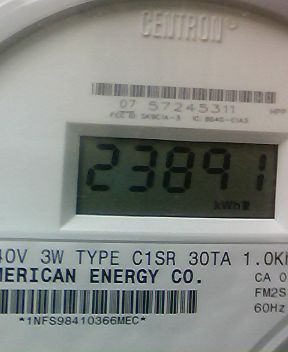 CENTRON®
07 57245311
23891
kWh
40V 3W TYPE C1SR 30TA 1.0Kh
MERICAN ENERGY CO.
CA 0
FM2S
60Hz
*1NFS98410366MEC*